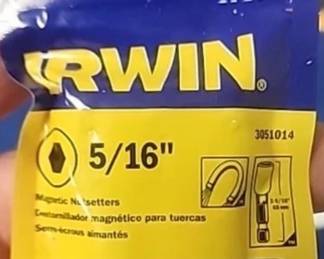 IRWIN®
3051014
5/16"
Magnetic Nutsetters
Destornillador magnético para tuercas
Serre-écrous aimantés